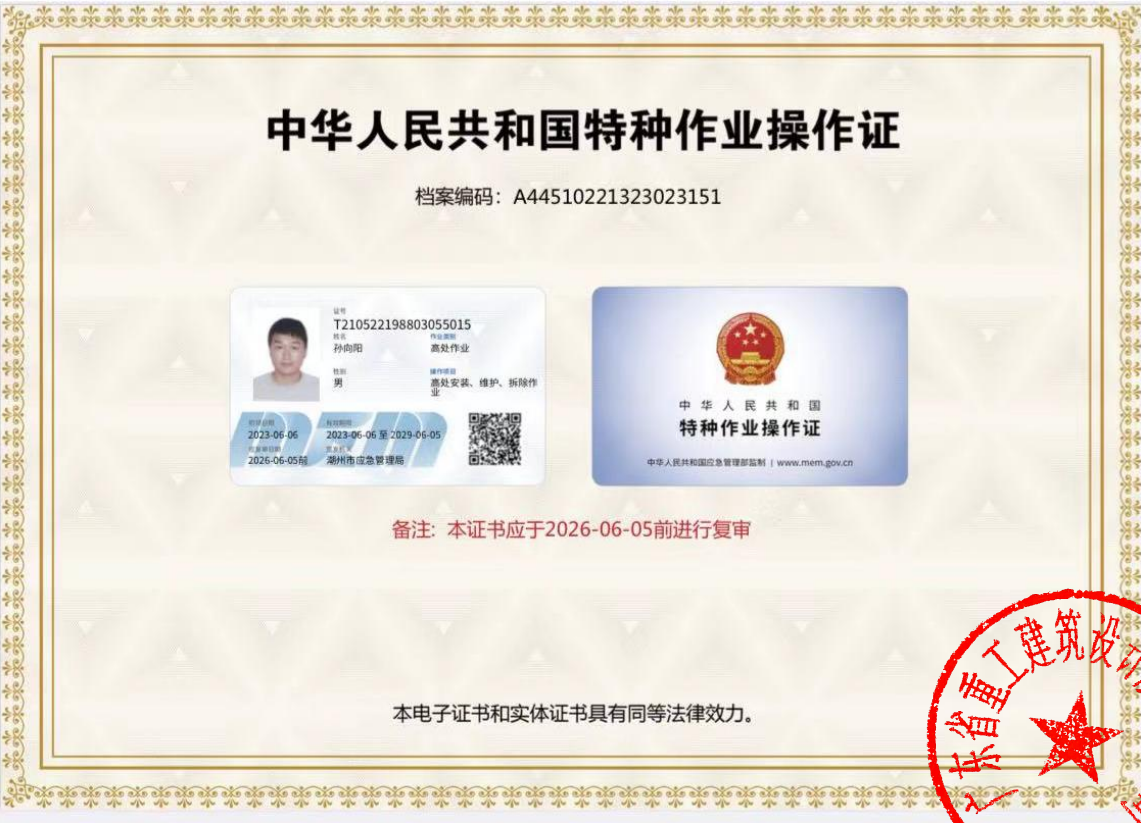 中华人民共和国特种作业操作证
档案编码：A44510221323023151
证号
T210522198803055015
姓名
孙向阳
作业类别
高处作业
性别
男
操作项目
高处安装、维护、拆除作
业
初领日期
2023-06-06
有效期限
2023-06-06 至 2029-06-05
应复审日期
2026-06-05前
签发机关
潮州市应急管理局
中华人民共和国
特种作业操作证
中华人民共和国应急管理部监制 | www.mem.gov.cn
备注：本证书应于2026-06-05前进行复审
本电子证书和实体证书具有同等法律效力。
东省重工建筑设